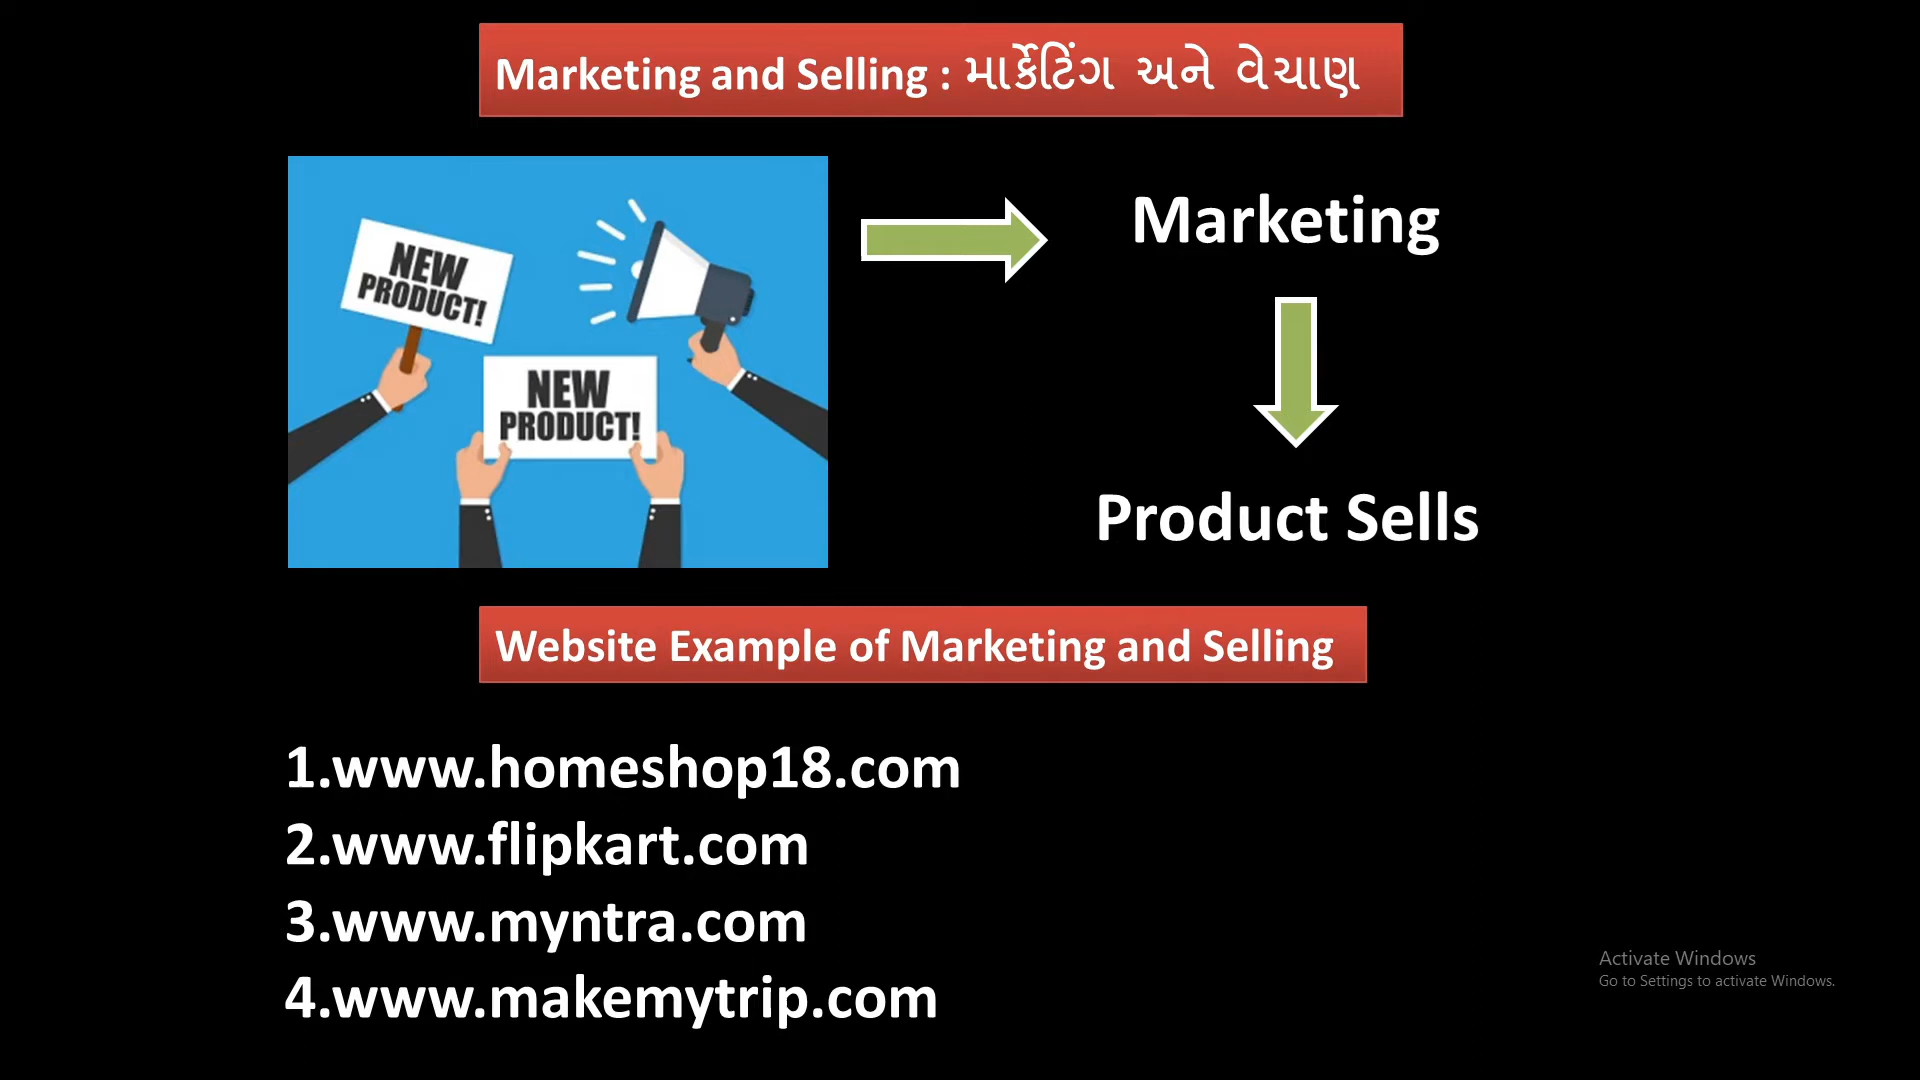 Marketing and Selling : માર્કેટિંગ અને વેચાણ
NEW
PRODUCT!
NEW
PRODUCT!
Marketing
Product Sells
Website Example of Marketing and Selling
1.www.homeshop18.com
2.www.flipkart.com
3.www.myntra.com
4.www.makemytrip.com
Activate Windows
Go to Settings to activate Windows.